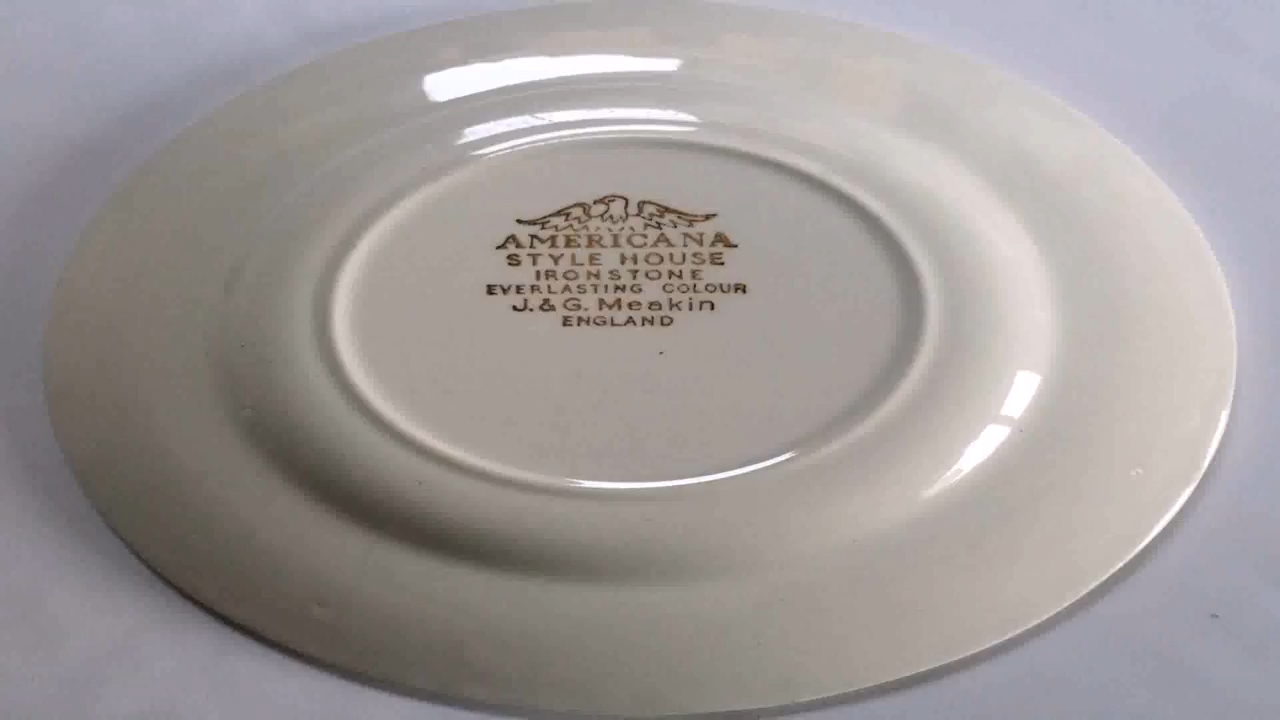 AMERICANA
STYLE HOUSE
IRONSTONE
EVERLASTING COLOUR
J.&G. Meakin
ENGLAND